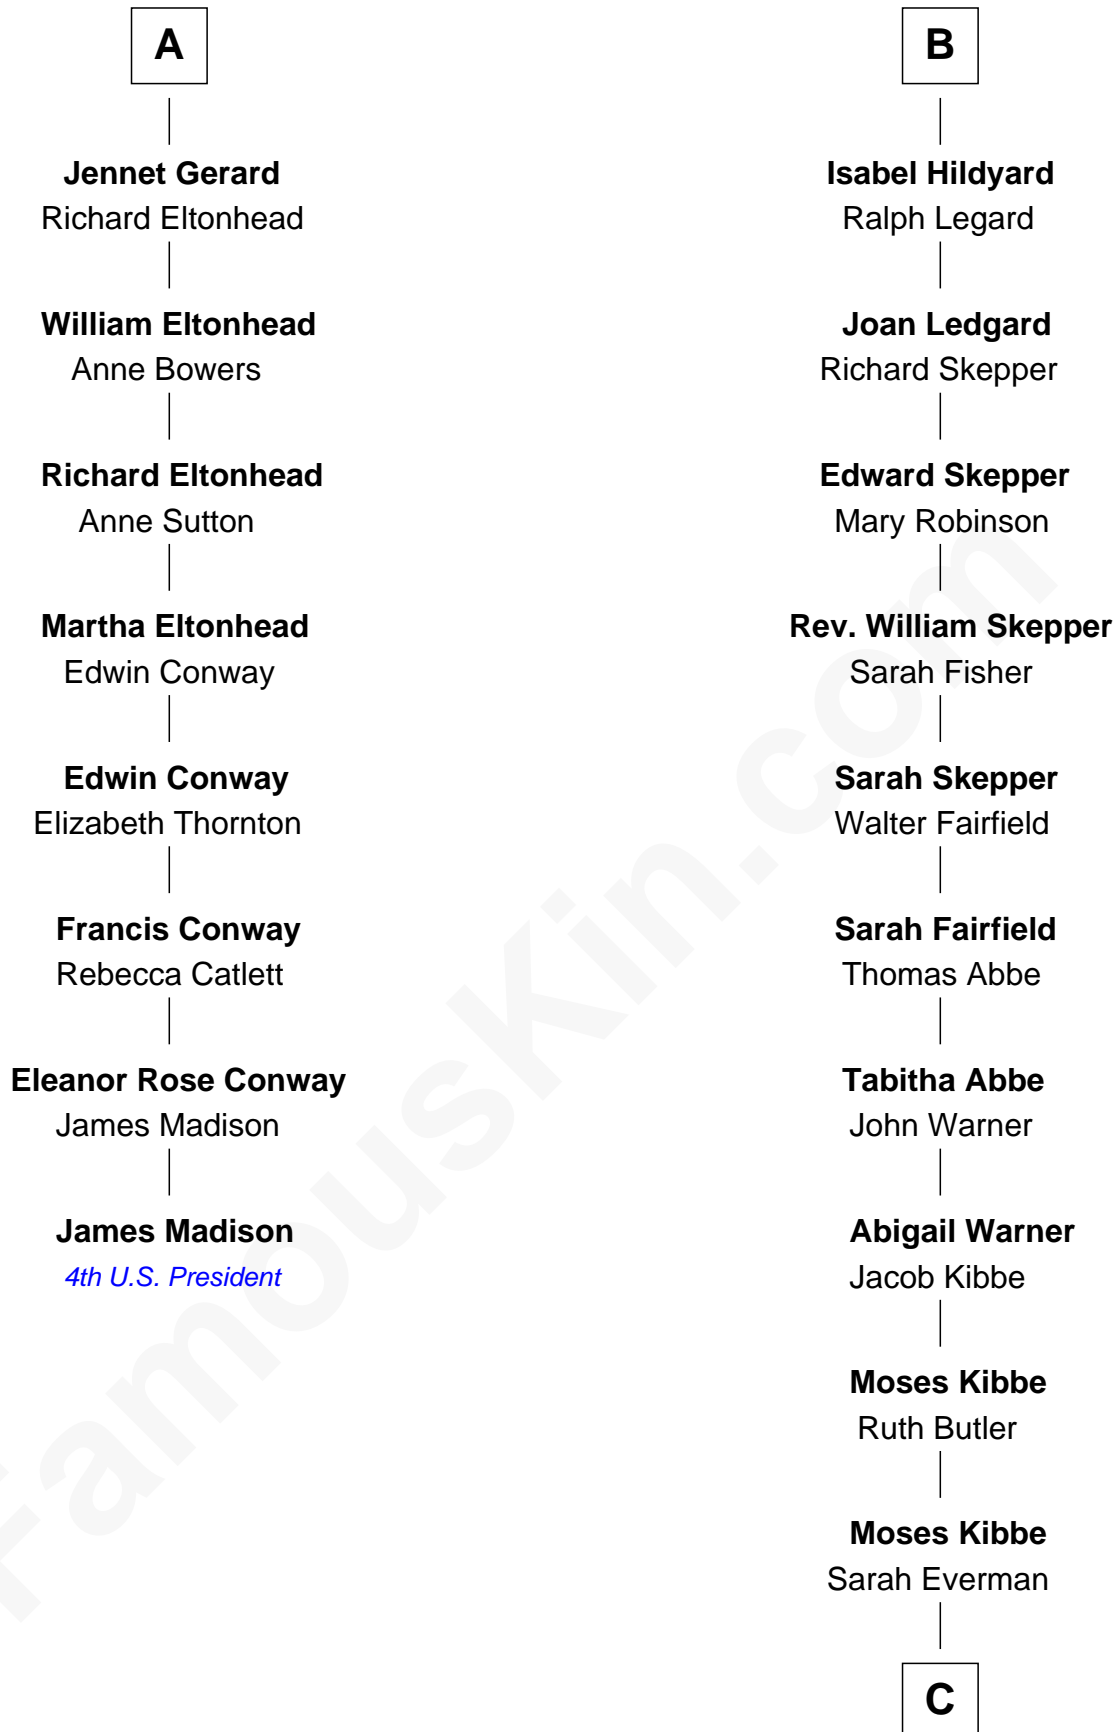 A
Jennet Gerard
Richard Eltonhead
William Eltonhead
Anne Bowers
Richard Eltonhead
Anne Sutton
Martha Eltonhead
Edwin Conway
Edwin Conway
Elizabeth Thornton
Francis Conway
Rebecca Catlett
Eleanor Rose Conway
James Madison
James Madison
4th U.S. President
B
Isabel Hildyard
Ralph Legard
Joan Ledgard
Richard Skepper
Edward Skepper
Mary Robinson
Rev. William Skepper
Sarah Fisher
Sarah Skepper
Walter Fairfield
Sarah Fairfield
Thomas Abbe
Tabitha Abbe
John Warner
Abigail Warner
Jacob Kibbe
Moses Kibbe
Ruth Butler
Moses Kibbe
Sarah Everman
C
FamousKin.com